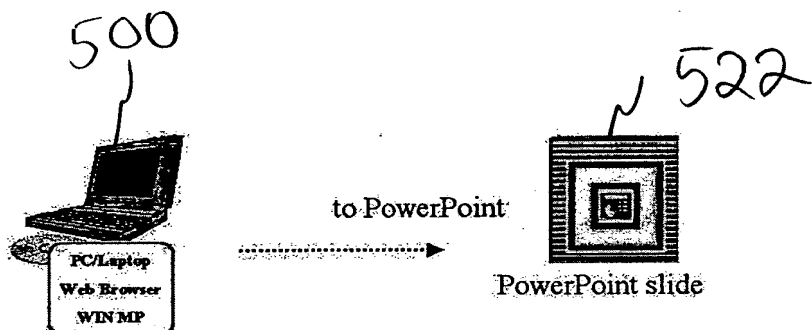 500
522
to PowerPoint
PC/Laptop
Web Browser
WIN MP
PowerPoint slide